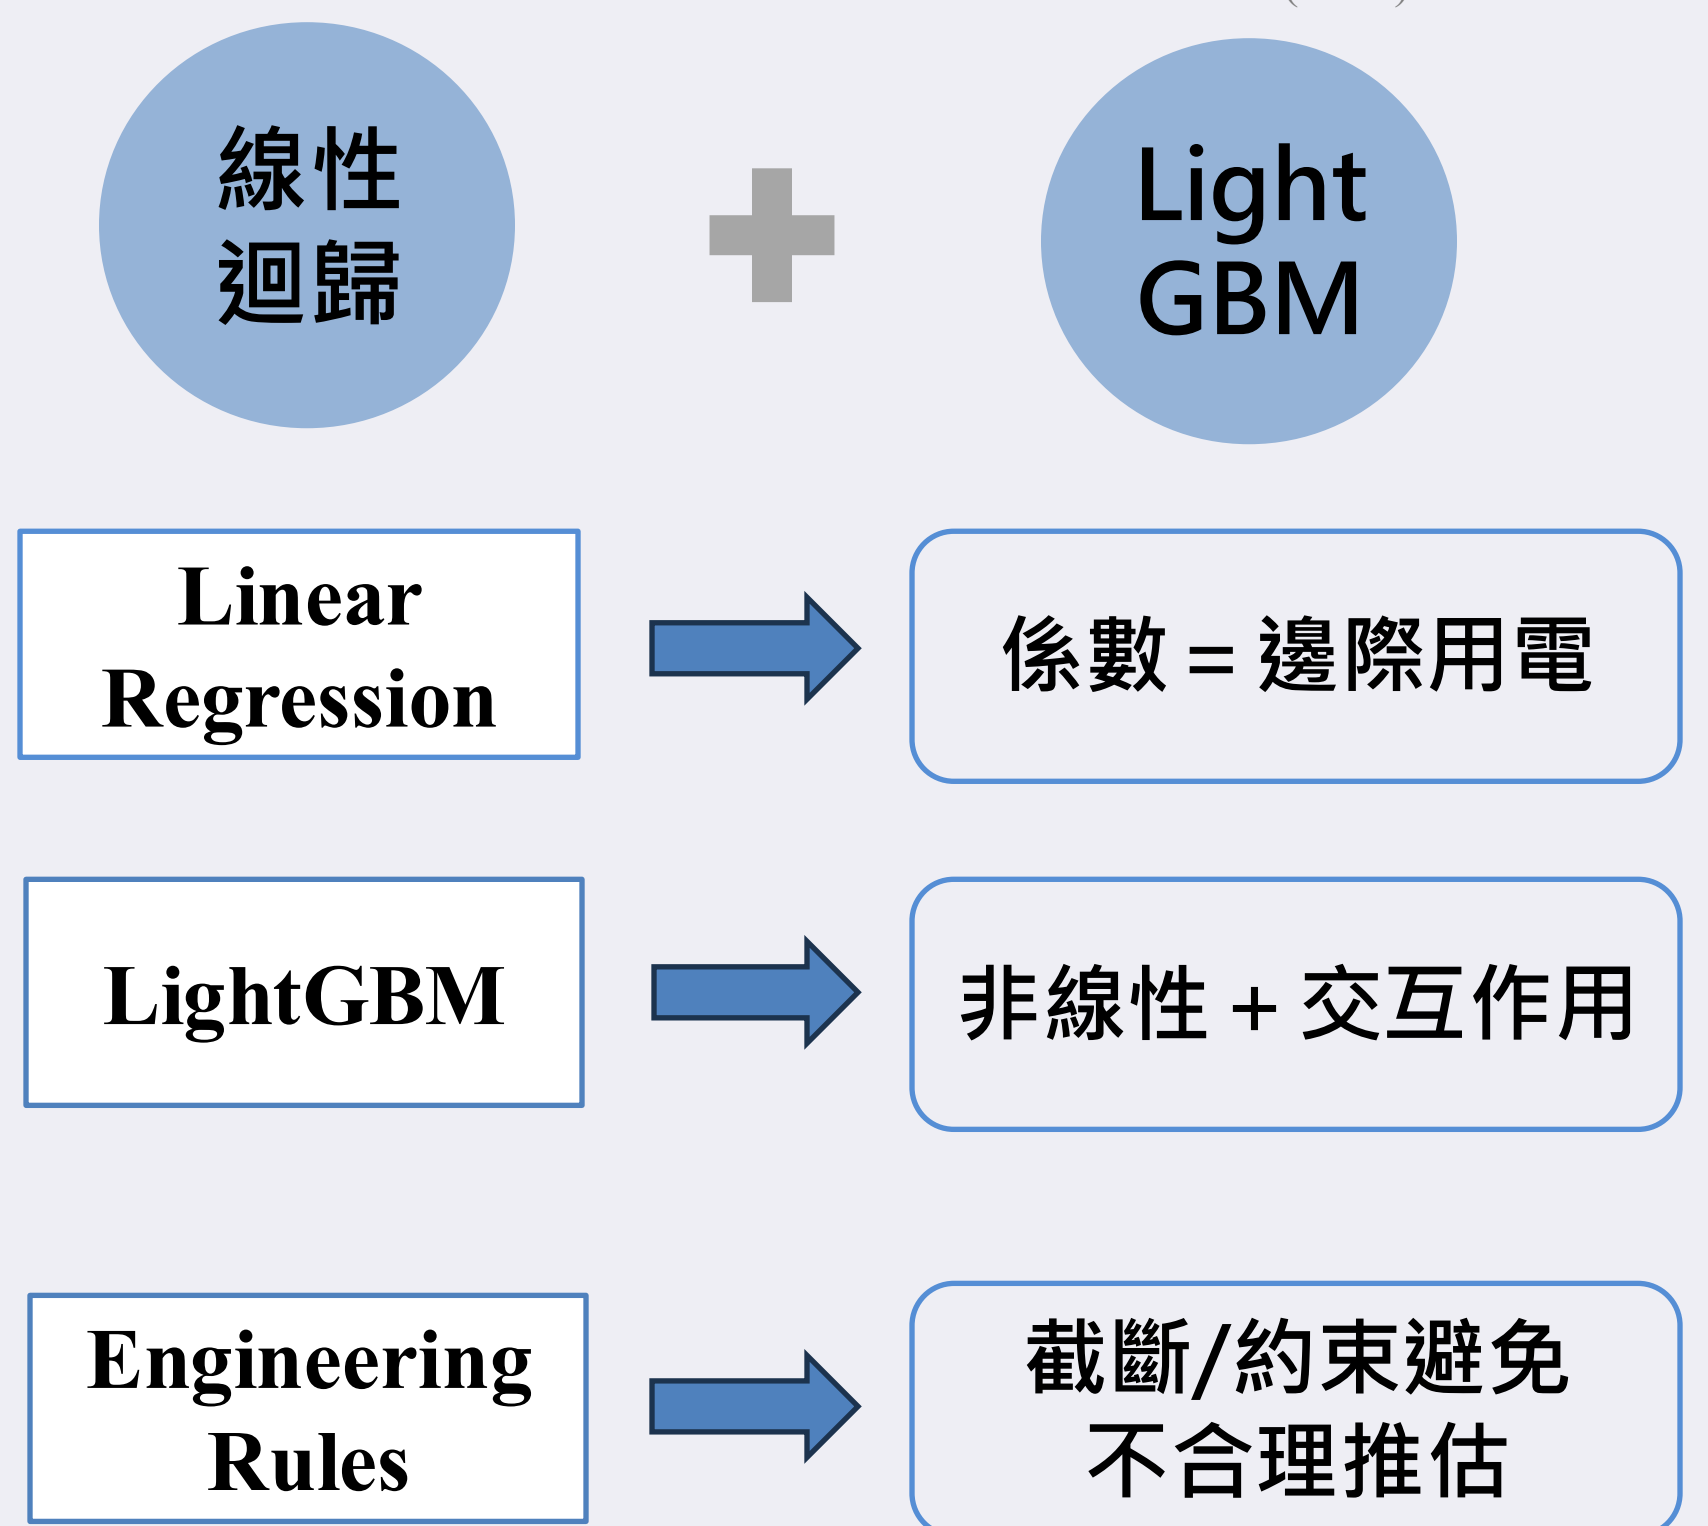 線性
迴歸
Light
GBM
Linear
Regression
係數 = 邊際用電
LightGBM
非線性 + 交互作用
Engineering
Rules
截斷/約束避免
不合理推估